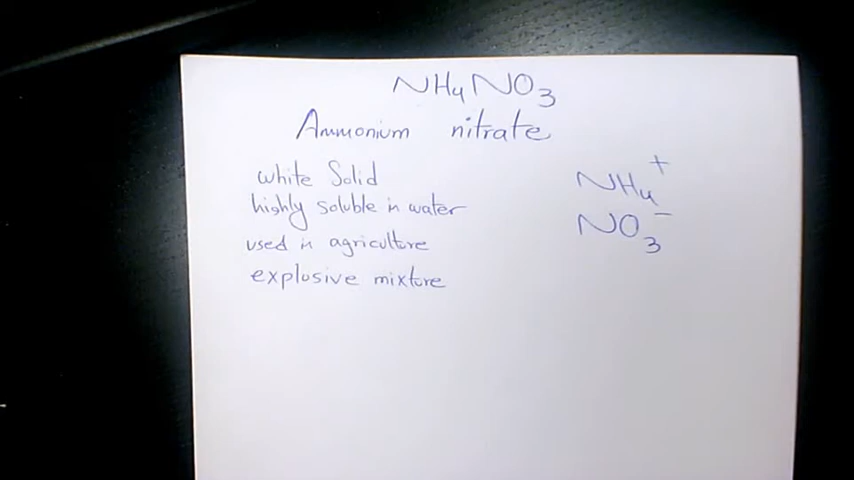 NH₄NO₃
Ammonium nitrate
white Solid
highly soluble in water
used in agriculture
explosive mixture
NH₄⁺
NO₃⁻